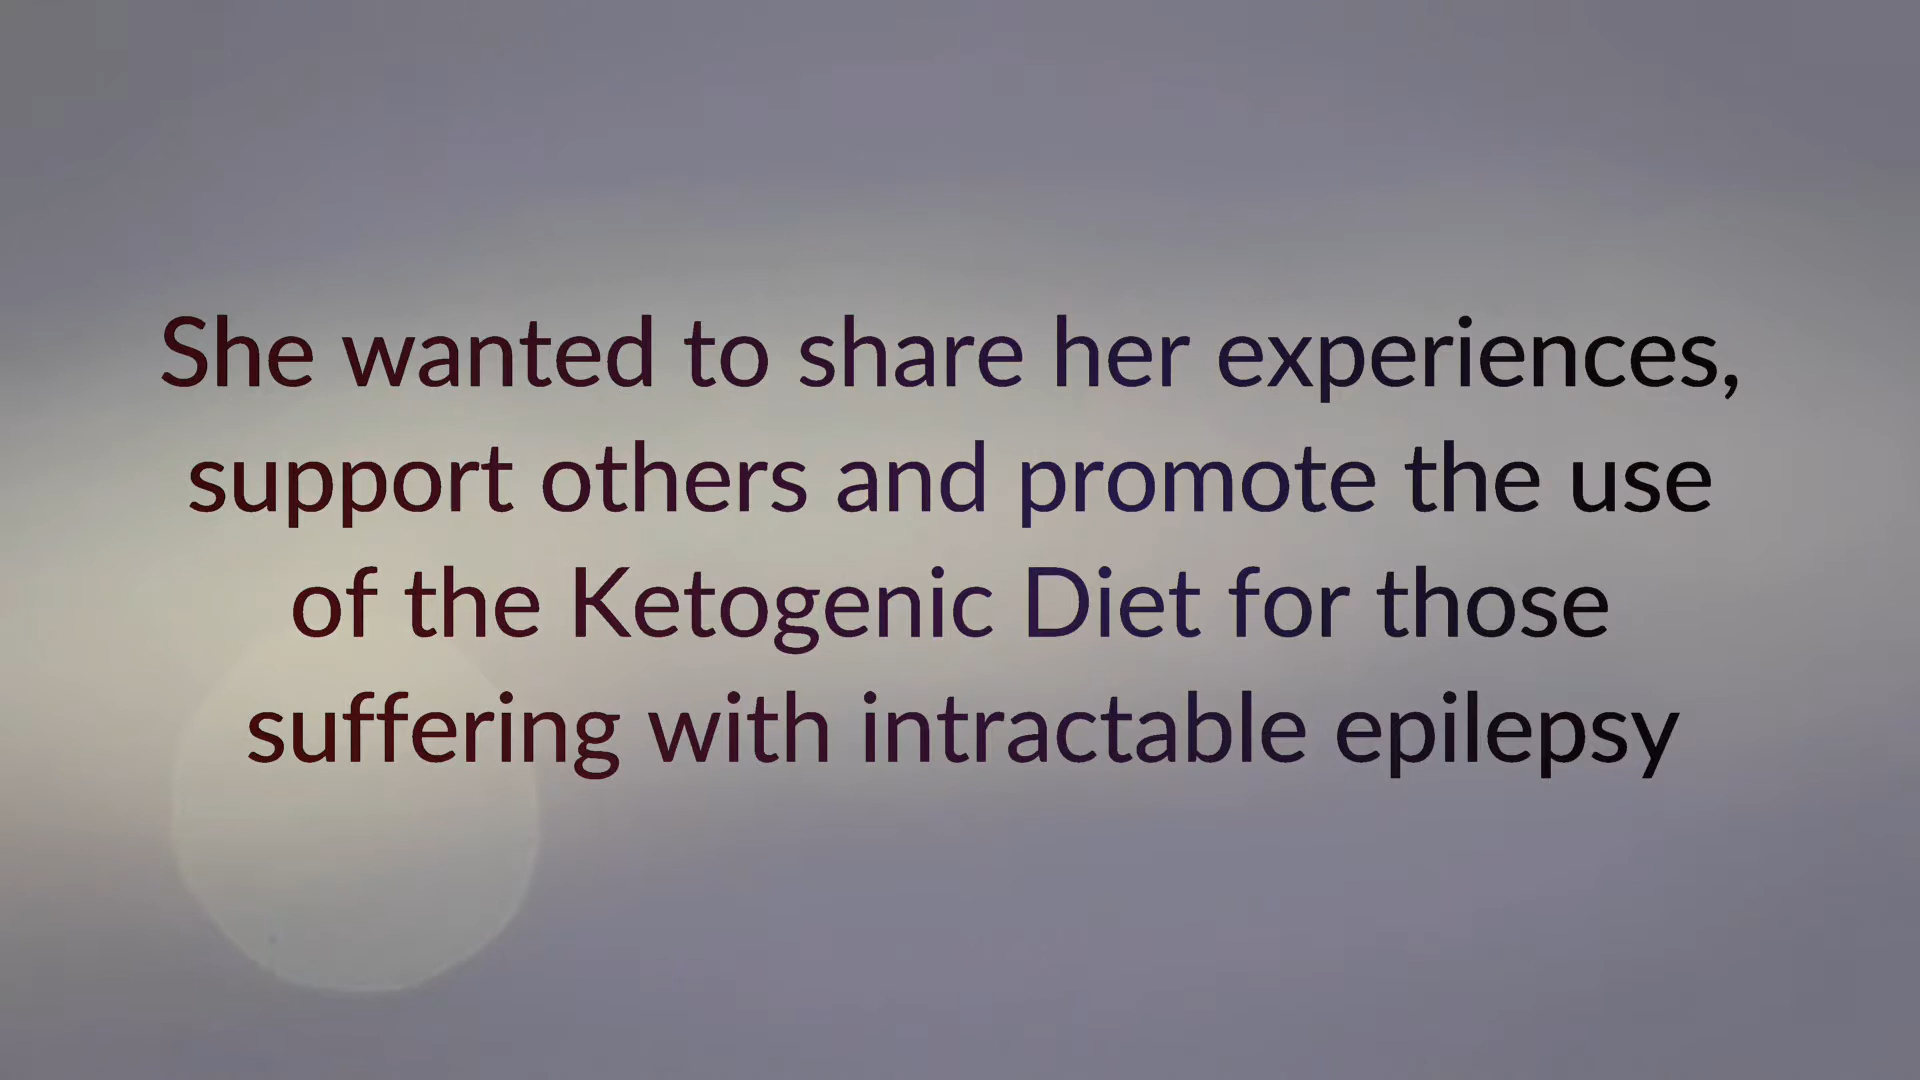 She wanted to share her experiences,
support others and promote the use
of the Ketogenic Diet for those
suffering with intractable epilepsy